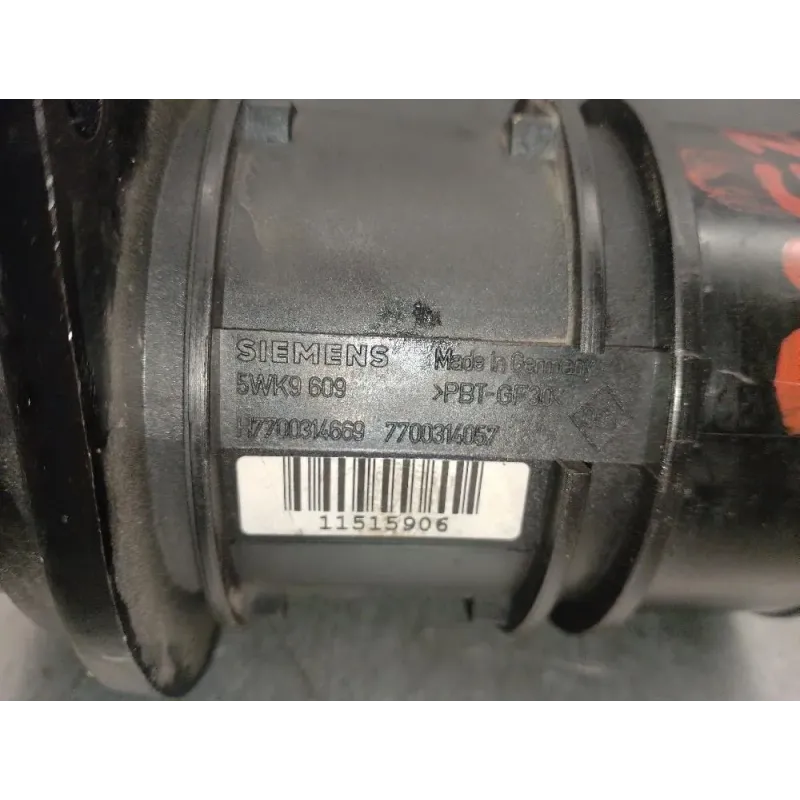 SIEMENS Made in Germany
5WK9 609 >PBT-GF30<
H7700314669 7700314057
11515906